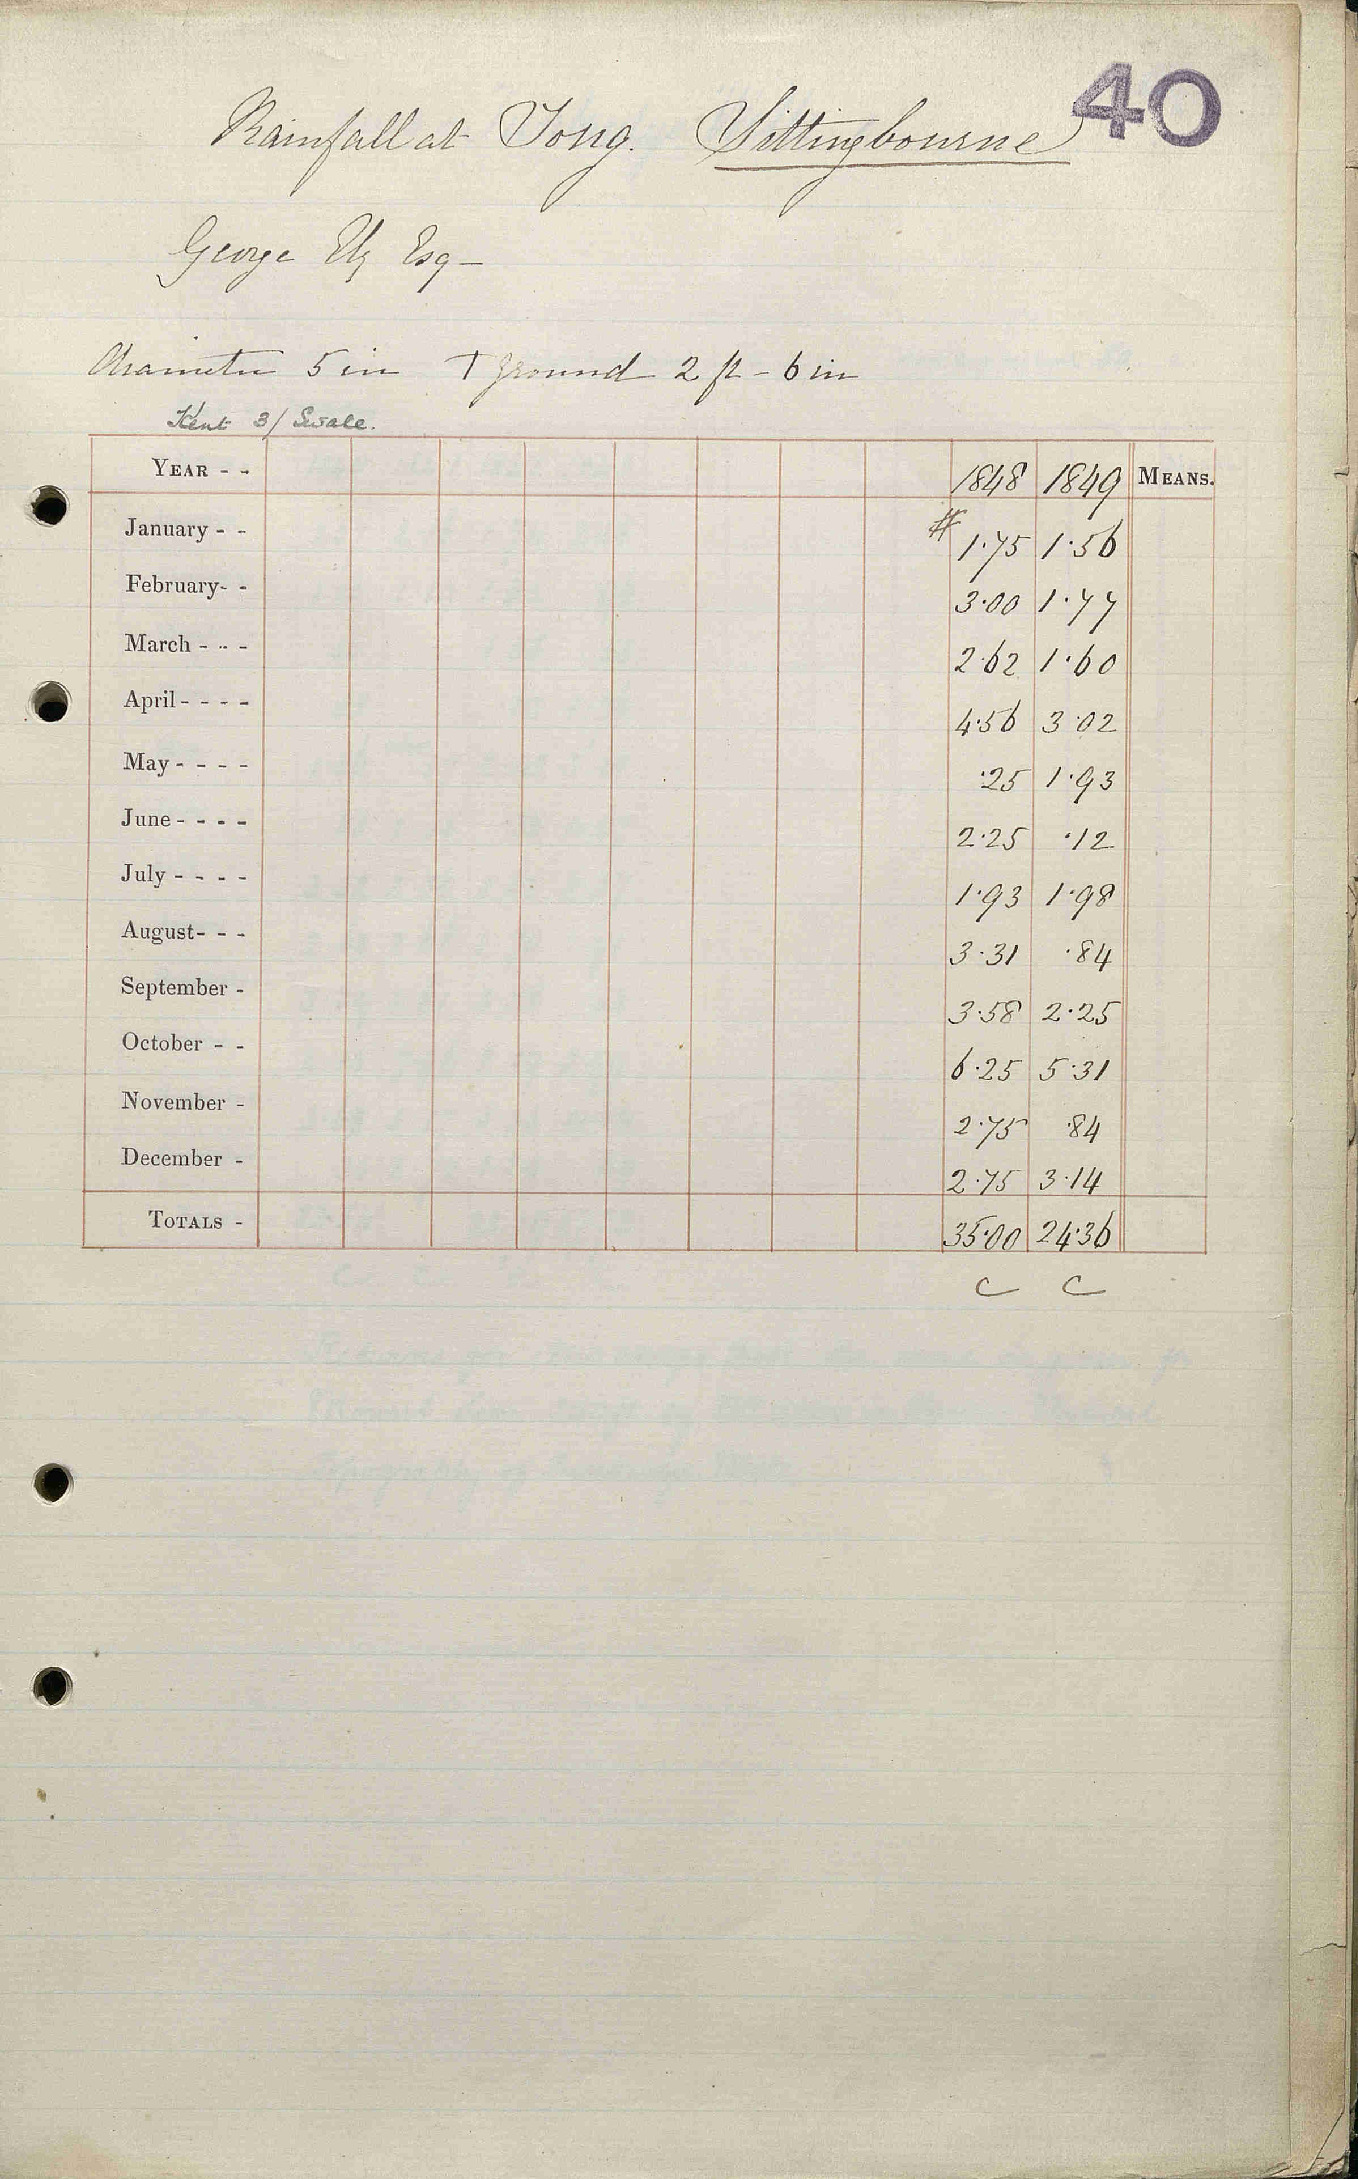 40
Rainfall at Tong. Sittingbourne
George Ely Esq -
Diameter 5 in T ground 2 ft - 6 in
Kent 3/ Swale.
YEAR - - 1848 1849 MEANS.
January - - # 1.75 1.56
February- - 3.00 1.77
March - - - 2.62 1.60
April - - - - 4.56 3.02
May - - - - .25 1.93
June - - - - 2.25 .12
July - - - - 1.93 1.98
August- - - 3.31 .84
September - 3.58 2.25
October - - 6.25 5.31
November - 2.75 .84
December - 2.75 3.14
TOTALS - 35.00 24.36
C C